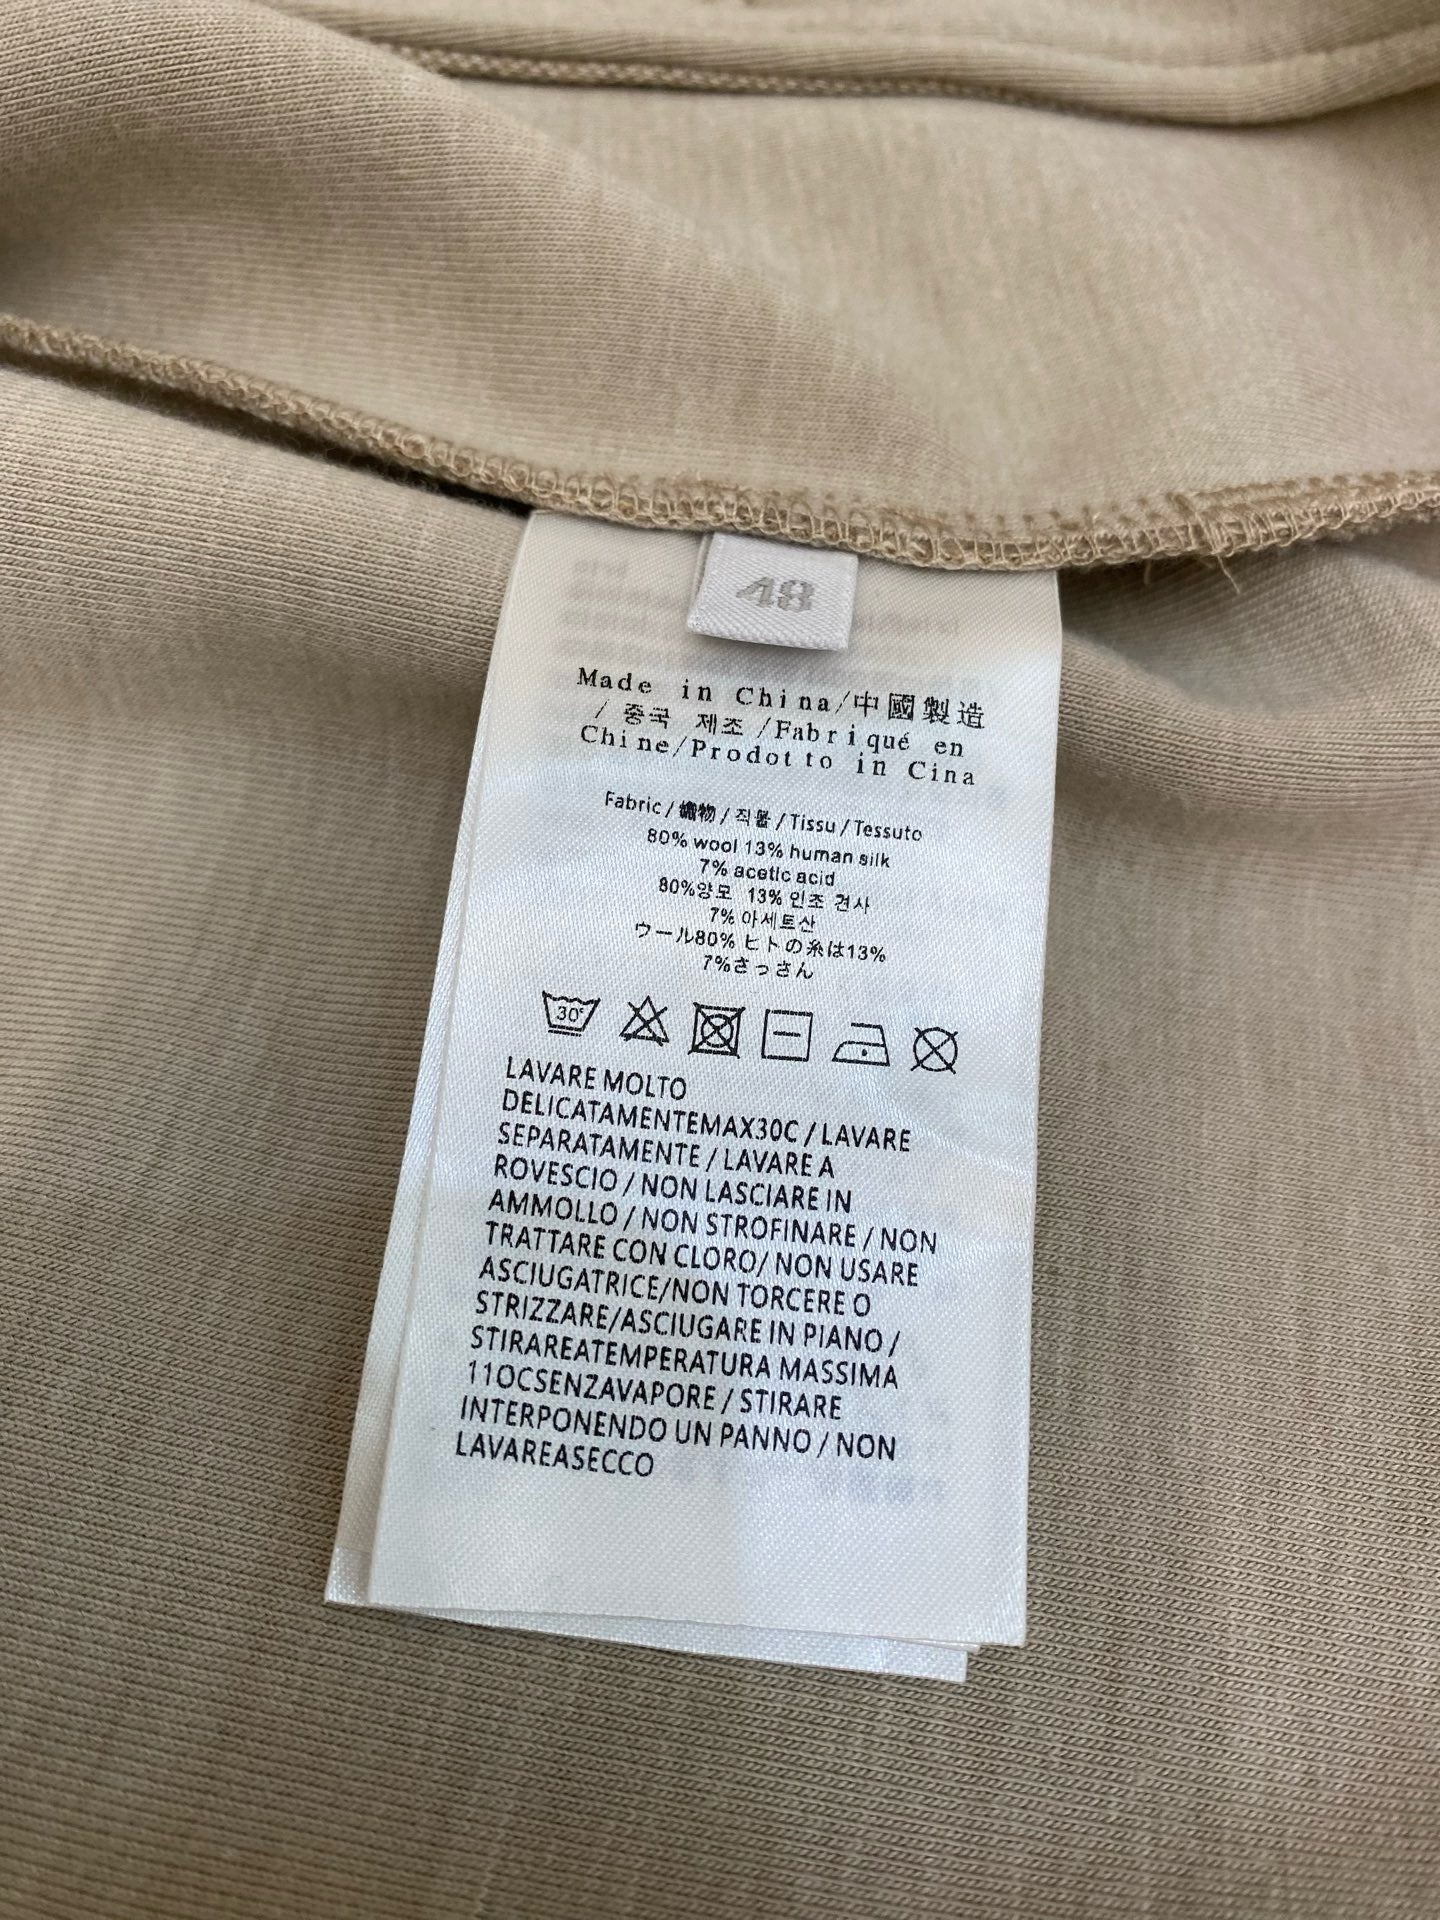 48
Made in China/中國製造
/ 중국 제조 /Fabriqué en
Chine/Prodotto in Cina
Fabric / 織物 / 직물 / Tissu / Tessuto
80% wool 13% human silk
7% acetic acid
80%양모 13% 인조 견사
7% 아세트산
ウール80% ヒトの糸は13%
7%さっさん
30°
LAVARE MOLTO
DELICATAMENTEMAX30C / LAVARE
SEPARATAMENTE / LAVARE A
ROVESCIO / NON LASCIARE IN
AMMOLLO / NON STROFINARE / NON
TRATTARE CON CLORO/ NON USARE
ASCIUGATRICE/NON TORCERE O
STRIZZARE/ASCIUGARE IN PIANO /
STIRAREATEMPERATURA MASSIMA
110CSENZAVAPORE / STIRARE
INTERPONENDO UN PANNO / NON
LAVAREASECCO